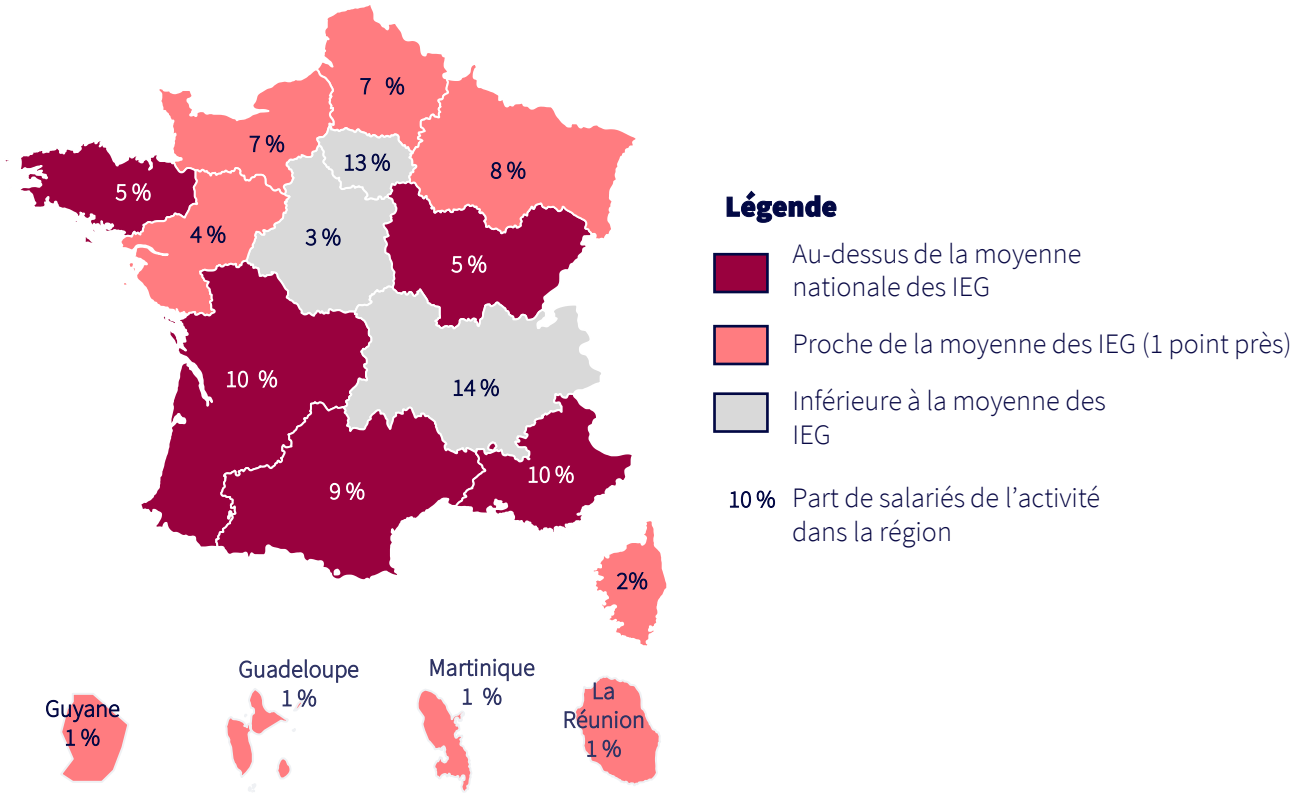 7 %
7 %
13 %
8 %
5 %
4 %
3 %
5 %
10 %
14 %
10 %
9 %
2%
Guadeloupe
1 %
Martinique
1 %
La
Réunion
1 %
Guyane
1 %
Légende
Au-dessus de la moyenne
nationale des IEG
Proche de la moyenne des IEG (1 point près)
Inférieure à la moyenne des
IEG
10 % Part de salariés de l’activité
dans la région